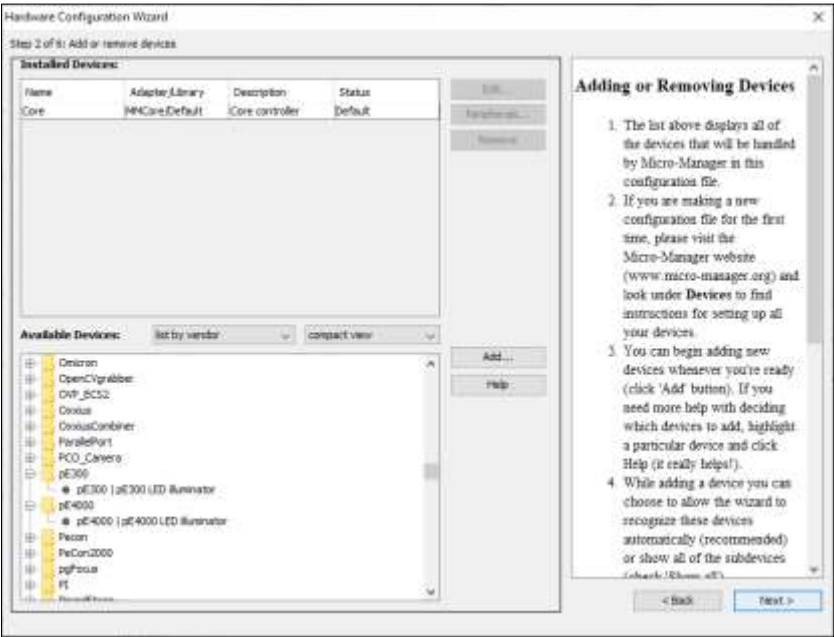 Hardware Configuration Wizard
Step 2 of 6: Add or remove devices
Installed Devices:
Name Adapter/Library Description Status
Core MMCore/Default Core controller Default
Edit...
Peripherals...
Remove
Available Devices: list by vendor compact view
Omicron
OpenCVgrabber
OVP_ECS2
Oxxius
OxxiusCombiner
ParallelPort
PCO_Camera
pE300
pE300 | pE300 LED illuminator
pE4000
pE4000 | pE4000 LED illuminator
Pecon
PeCon2000
pgFocus
PI
Add...
Help
Adding or Removing Devices
1. The list above displays all of
the devices that will be handled
by Micro-Manager in this
configuration file.
2. If you are making a new
configuration file for the first
time, please visit the
Micro-Manager website
(www.micro-manager.org) and
look under Devices to find
instructions for setting up all
your devices.
3. You can begin adding new
devices whenever you're ready
(click 'Add' button). If you
need more help with deciding
which devices to add, highlight
a particular device and click
Help (it really helps!).
4. While adding a device you can
choose to allow the wizard to
recognize these devices
automatically (recommended)
or show all of the subdevices
(check 'Show all')
< Back Next >